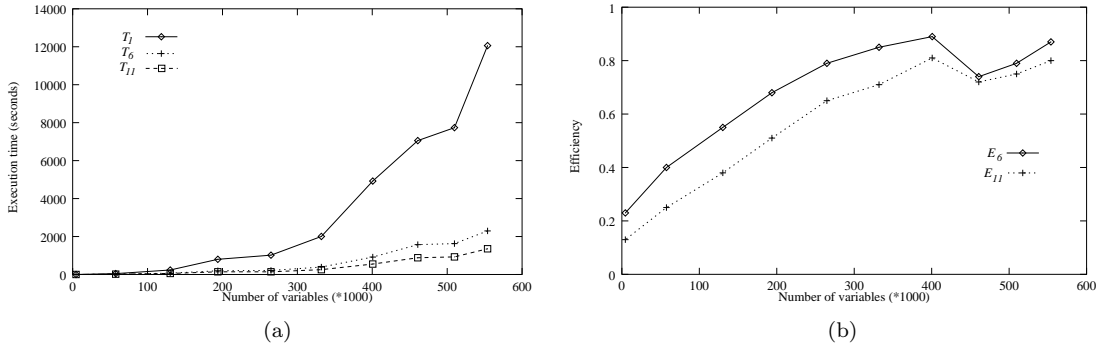 14000
12000
10000
8000
6000
4000
2000
0
0
100
200
300
400
500
600
Execution time (seconds)
Number of variables (*1000)
T1
T6
T11
(a)
1
0.8
0.6
0.4
0.2
0
0
100
200
300
400
500
600
Efficiency
Number of variables (*1000)
E6
E11
(b)